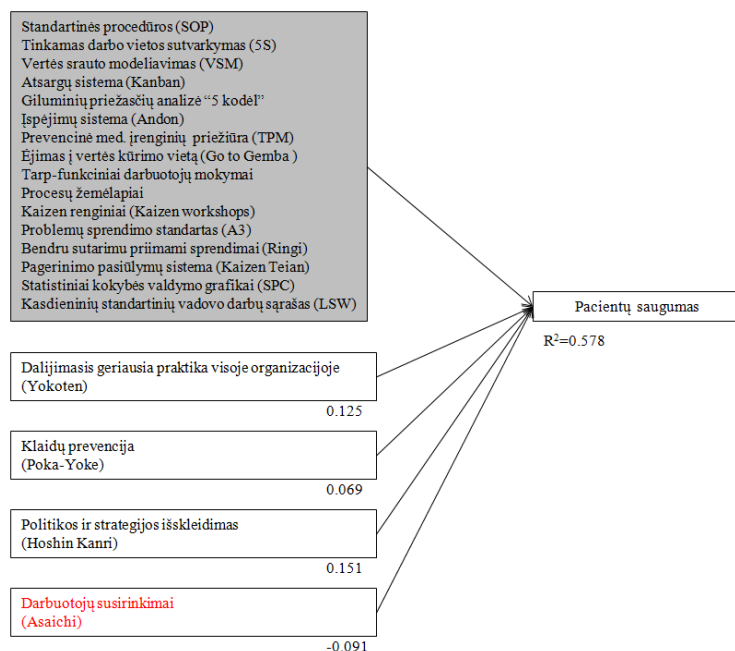 Standartinės procedūros (SOP)
Tinkamas darbo vietos sutvarkymas (5S)
Vertės srauto modeliavimas (VSM)
Atsargų sistema (Kanban)
Giluminių priežasčių analizė “5 kodėl”
Įspėjimų sistema (Andon)
Prevencinė med. įrenginių priežiūra (TPM)
Ėjimas į vertės kūrimo vietą (Go to Gemba )
Tarp-funkciniai darbuotojų mokymai
Procesų žemėlapiai
Kaizen renginiai (Kaizen workshops)
Problemų sprendimo standartas (A3)
Bendru sutarimu priimami sprendimai (Ringi)
Pagerinimo pasiūlymų sistema (Kaizen Teian)
Statistiniai kokybės valdymo grafikai (SPC)
Kasdieninių standartinių vadovo darbų sąrašas (LSW)
Pacientų saugumas
R²=0.578
Dalijimasis geriausia praktika visoje organizacijoje
(Yokoten)
0.125
Klaidų prevencija
(Poka-Yoke)
0.069
Politikos ir strategijos išskleidimas
(Hoshin Kanri)
0.151
Darbuotojų susirinkimai
(Asaichi)
-0.091